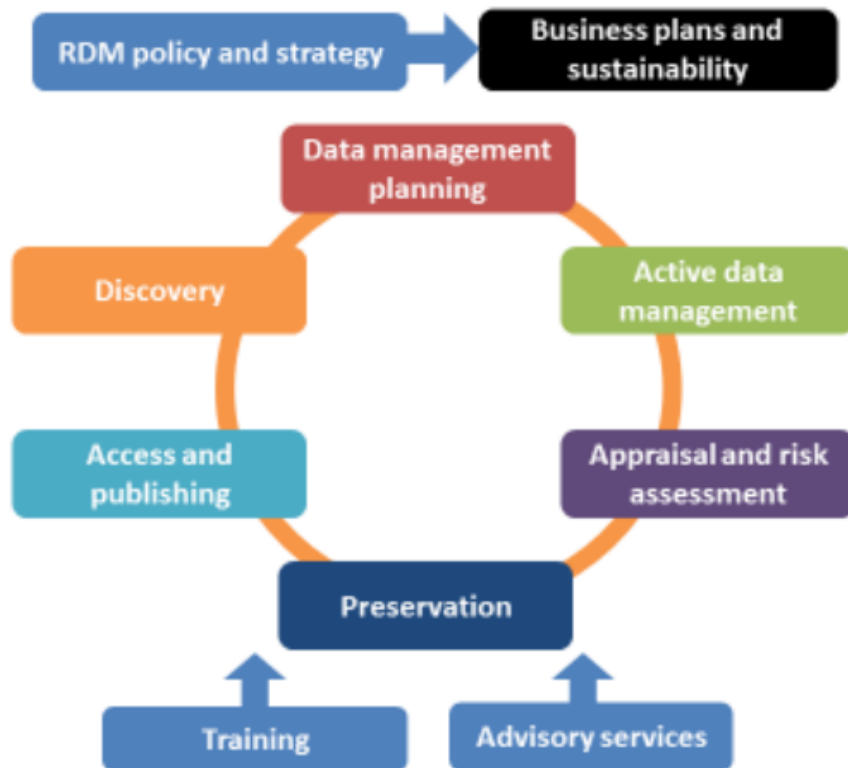 RDM policy and strategy
Business plans and
sustainability
Data management
planning
Discovery
Active data
management
Access and
publishing
Appraisal and risk
assessment
Preservation
Training
Advisory services